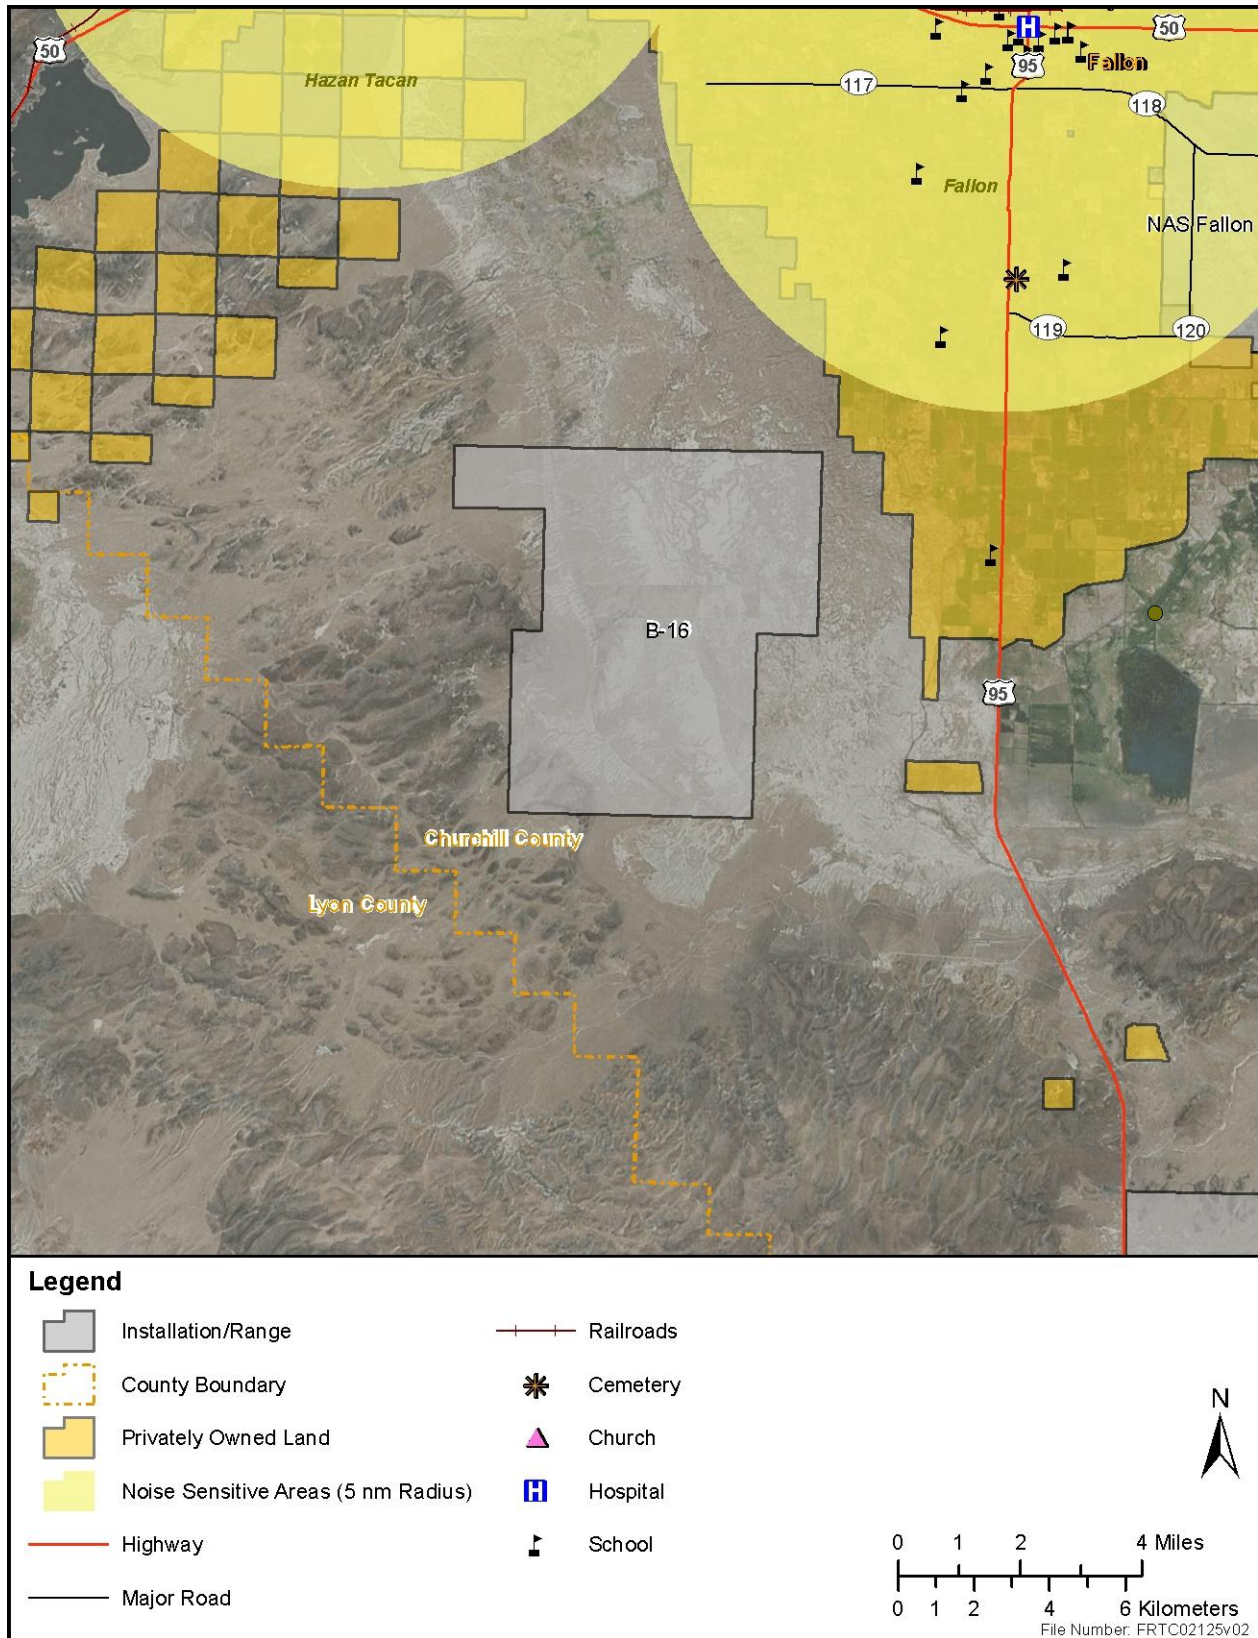 50
Hazan Tacan
50
95
Fallon
117
118
Fallon
NAS Fallon
119
120
B-16
95
Churchill County
Lyon County
Legend
Installation/Range
County Boundary
Privately Owned Land
Noise Sensitive Areas (5 nm Radius)
Highway
Major Road
Railroads
Cemetery
Church
H Hospital
School
N
0 1 2 4 Miles
0 1 2 4 6 Kilometers
File Number: FRTC02125v02